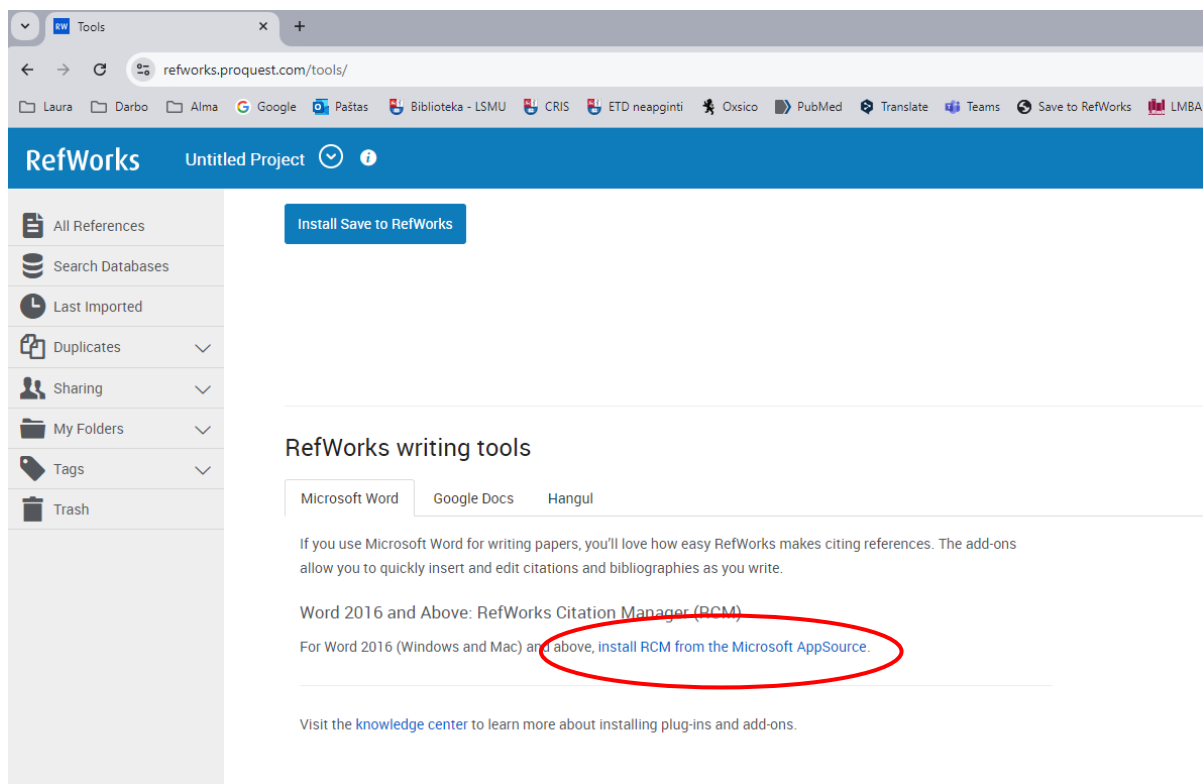 RW Tools
refworks.proquest.com/tools/
Laura Darbo Alma Google Paštas Biblioteka - LSMU CRIS ETD neapginti Oxsico PubMed Translate Teams Save to RefWorks LMBA
RefWorks Untitled Project
All References
Install Save to RefWorks
Search Databases
Last Imported
Duplicates
Sharing
My Folders
Tags
Trash
RefWorks writing tools
Microsoft Word Google Docs Hangul
If you use Microsoft Word for writing papers, you'll love how easy RefWorks makes citing references. The add-ons
allow you to quickly insert and edit citations and bibliographies as you write.
Word 2016 and Above: RefWorks Citation Manager (RCM)
For Word 2016 (Windows and Mac) and above, install RCM from the Microsoft AppSource.
Visit the knowledge center to learn more about installing plug-ins and add-ons.